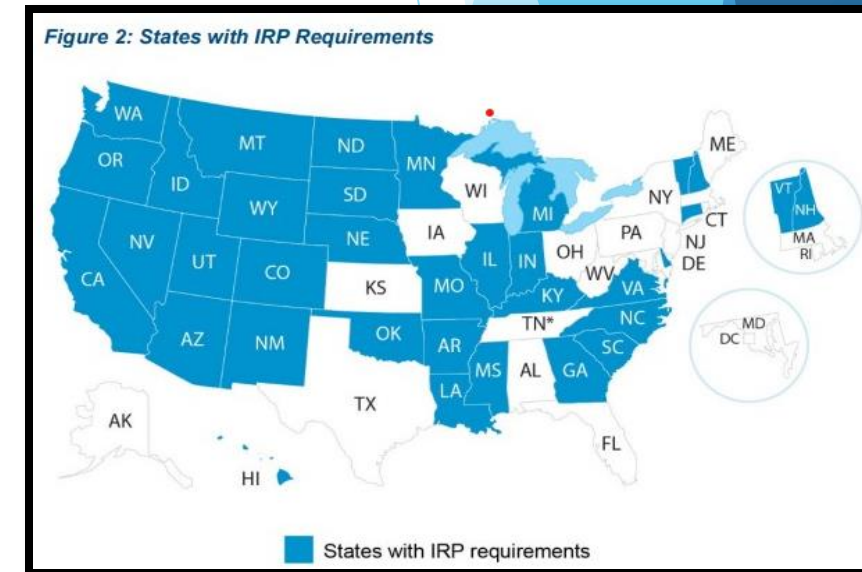 Figure 2: States with IRP Requirements
WA
MT
ND
MN
ME
OR
ID
WY
SD
WI
MI
NY
VT
NH
MA
RI
CT
NJ
DE
NV
UT
CO
NE
IA
IL
IN
OH
PA
WV
VA
CA
KS
MO
KY
NC
MD
DC
AZ
NM
OK
AR
TN*
SC
MS
AL
GA
LA
TX
AK
HI
FL
States with IRP requirements